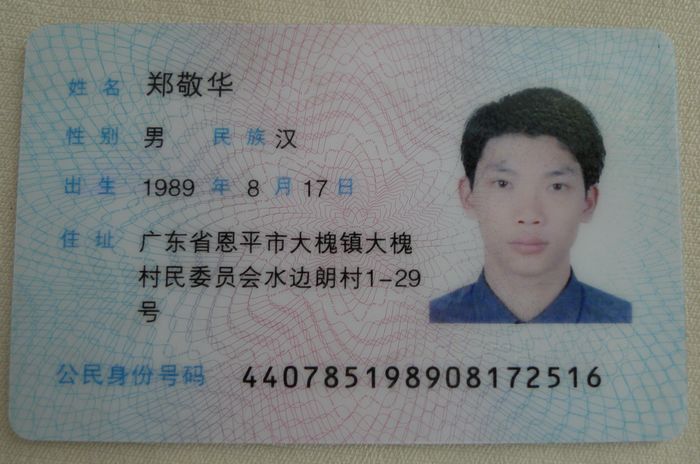 姓名 郑敬华
性别 男 民族 汉
出生 1989 年 8 月 17 日
住址 广东省恩平市大槐镇大槐
村民委员会水边朗村1-29
号
公民身份号码 440785198908172516